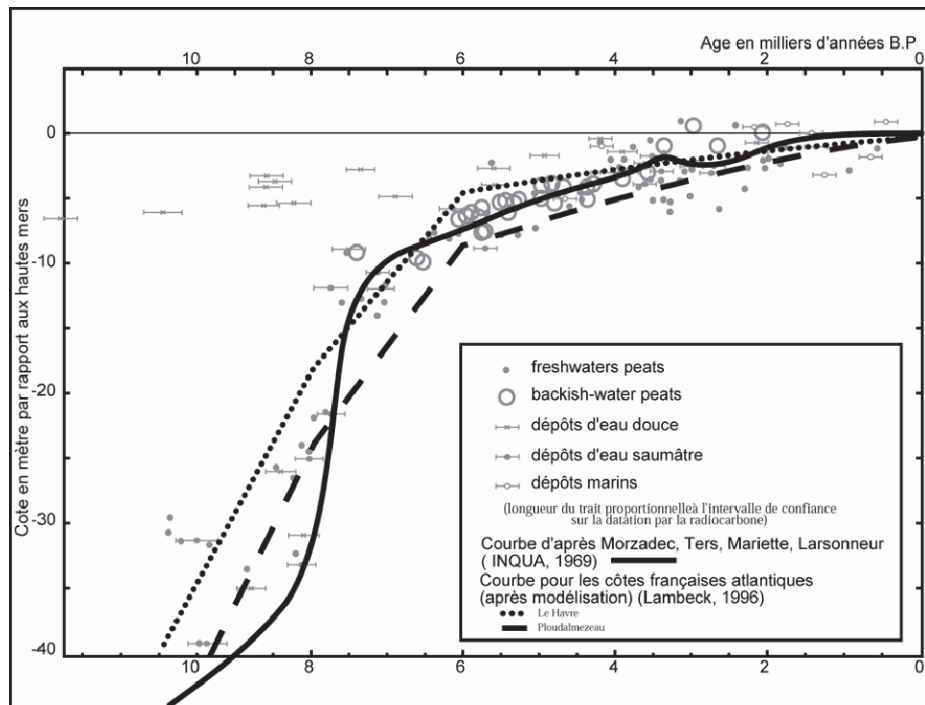 Age en milliers d'années B.P
10 8 6 4 2 0
Cote en mètre par rapport aux hautes mers
0
-10
-20
-30
-40
freshwaters peats
backish-water peats
dépôts d'eau douce
dépôts d'eau saumâtre
dépôts marins
(longueur du trait proportionnelleà l'intervalle de confiance
sur la datation par la radiocarbone)
Courbe d'après Morzadec, Ters, Mariette, Larsonneur
( INQUA, 1969)
Courbe pour les côtes françaises atlantiques
(après modélisation) (Lambeck, 1996)
Le Havre
Ploudalmezeau
10 8 6 4 2 0